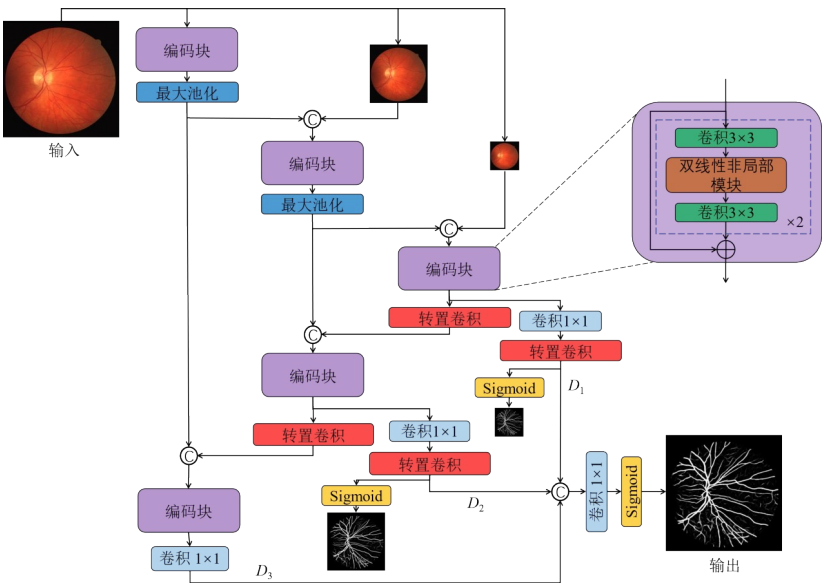 编码块
最大池化
输入
C
编码块
最大池化
C
卷积3×3
双线性非局部
模块
卷积3×3
×2
编码块
转置卷积
卷积1×1
转置卷积
C
编码块
Sigmoid
D1
转置卷积
卷积1×1
转置卷积
C
Sigmoid
D2
C
卷积 1×1
Sigmoid
编码块
卷积 1×1
D3
输出